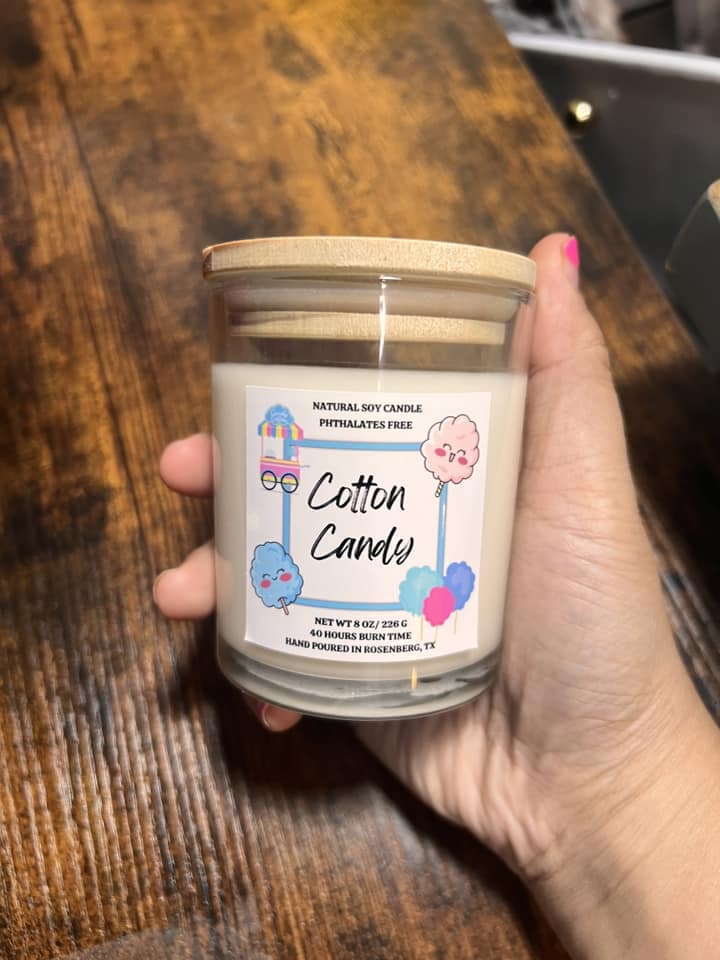 NATURAL SOY CANDLE
PHTHALATES FREE
Cotton
Candy
NET WT 8 OZ/ 226 G
40 HOURS BURN TIME
HAND POURED IN ROSENBERG, TX